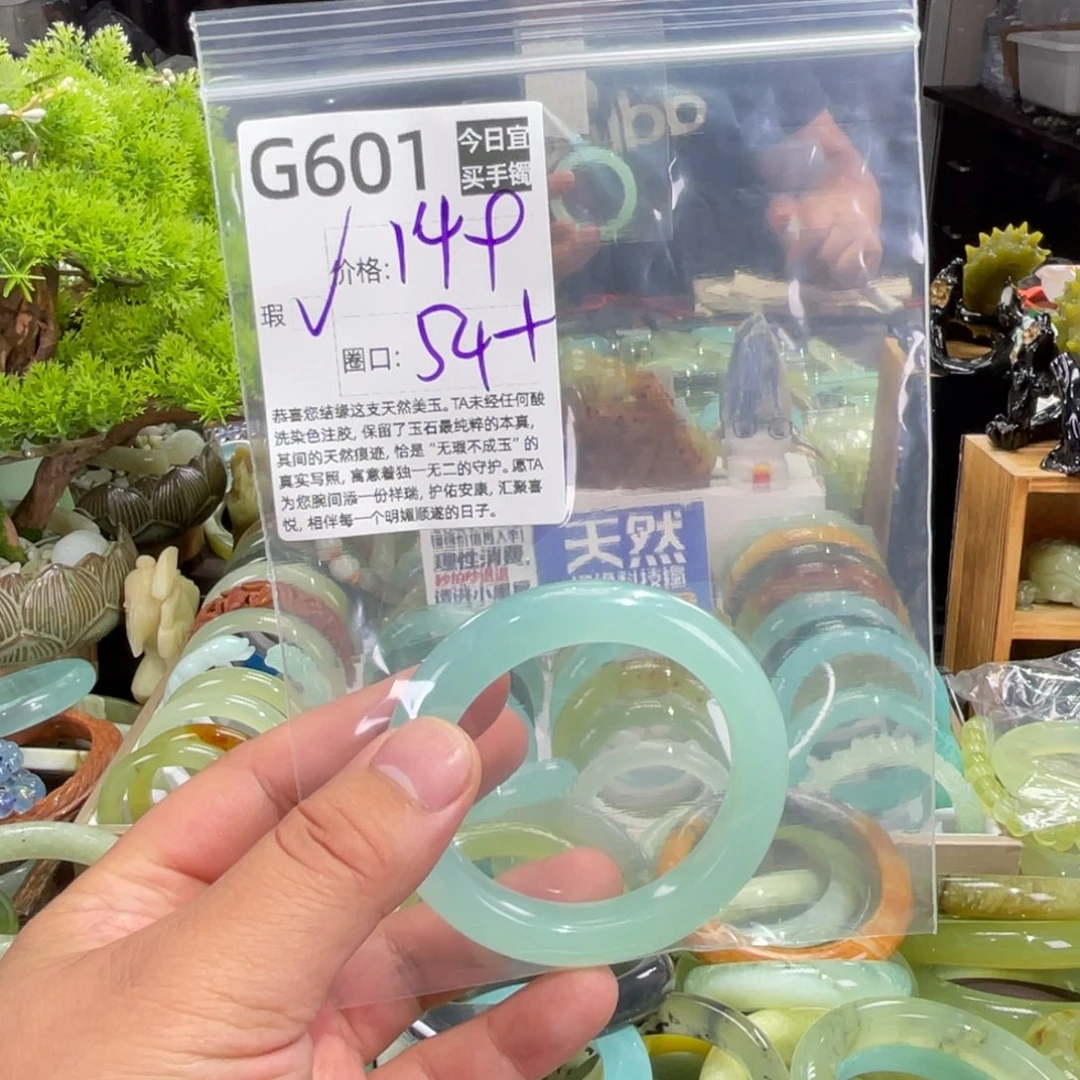 G601
今日宜
买手镯
价格:149
瑕 √
圈口: 54+
恭喜您结缘这支天然美玉。TA未经任何酸
洗染色注胶, 保留了玉石最纯粹的本真,
其间的天然痕迹, 恰是“无瑕不成玉”的
真实写照, 寓意着独一无二的守护。愿TA
为您腕间添一份祥瑞, 护佑安康, 汇聚喜
悦, 相伴每一个明媚顺遂的日子。
理性消费,
天然